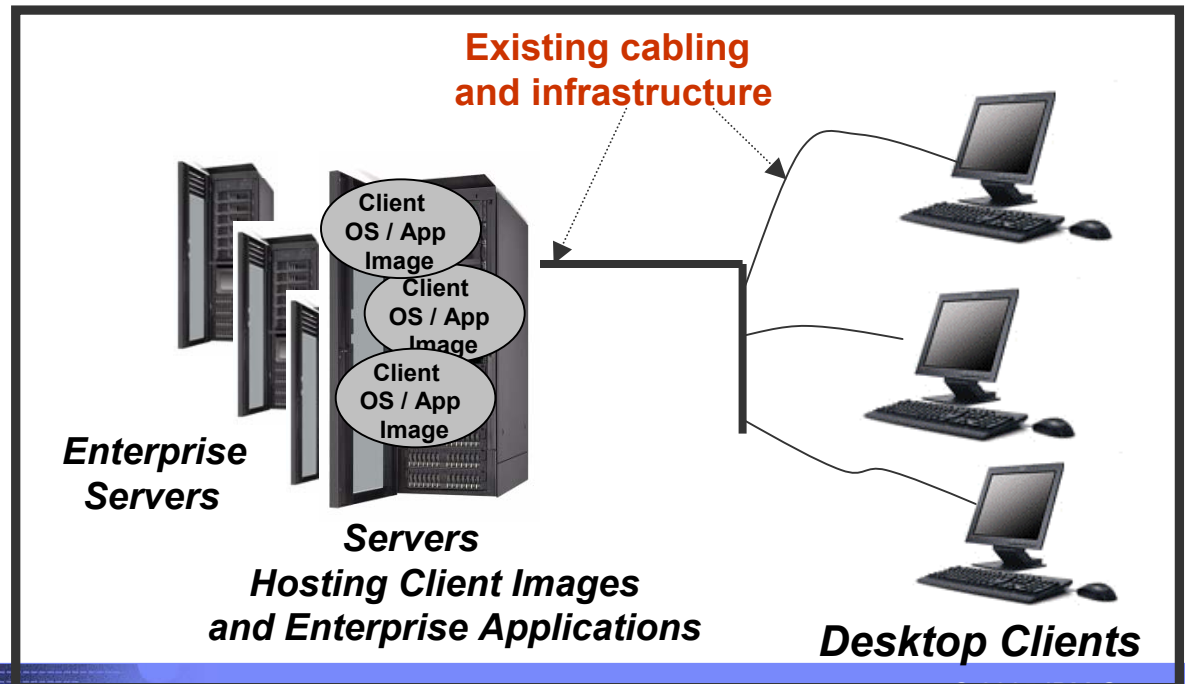 Existing cabling
and infrastructure
Client
OS / App
Image
Client
OS / App
Image
Client
OS / App
Image
Enterprise
Servers
Servers
Hosting Client Images
and Enterprise Applications
Desktop Clients